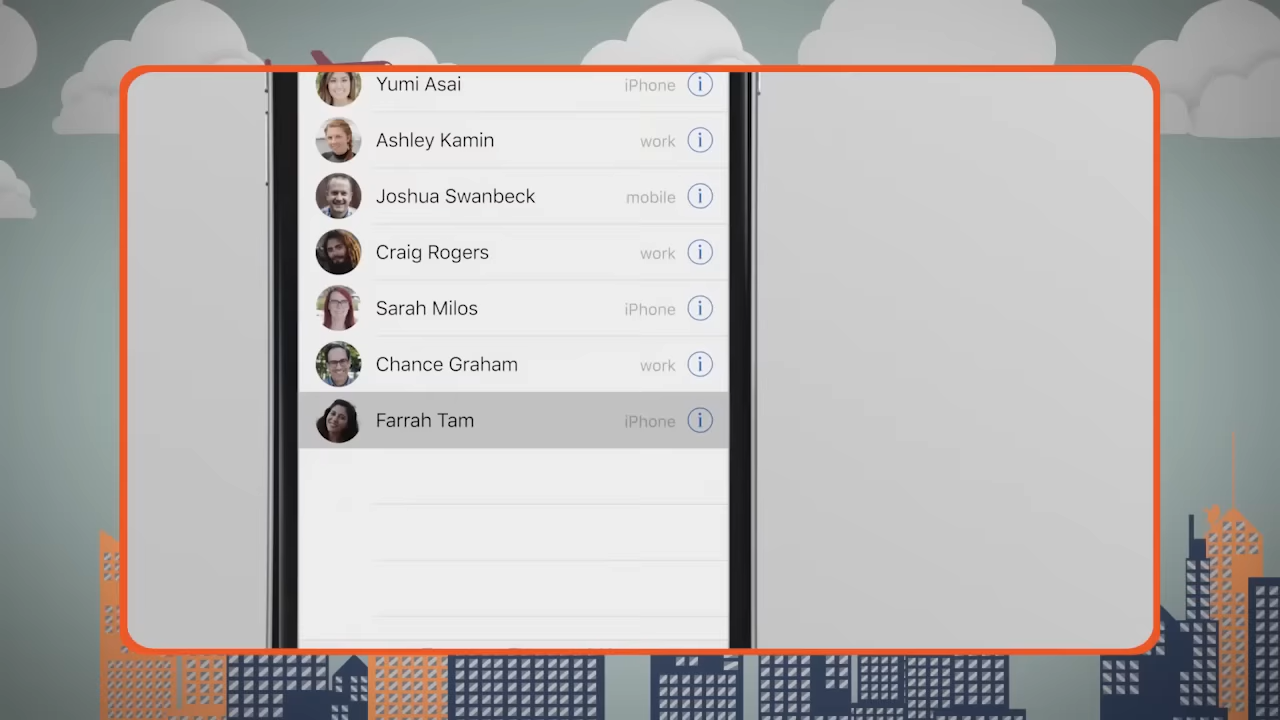 Yumi Asai iPhone
Ashley Kamin work
Joshua Swanbeck mobile
Craig Rogers work
Sarah Milos iPhone
Chance Graham work
Farrah Tam iPhone